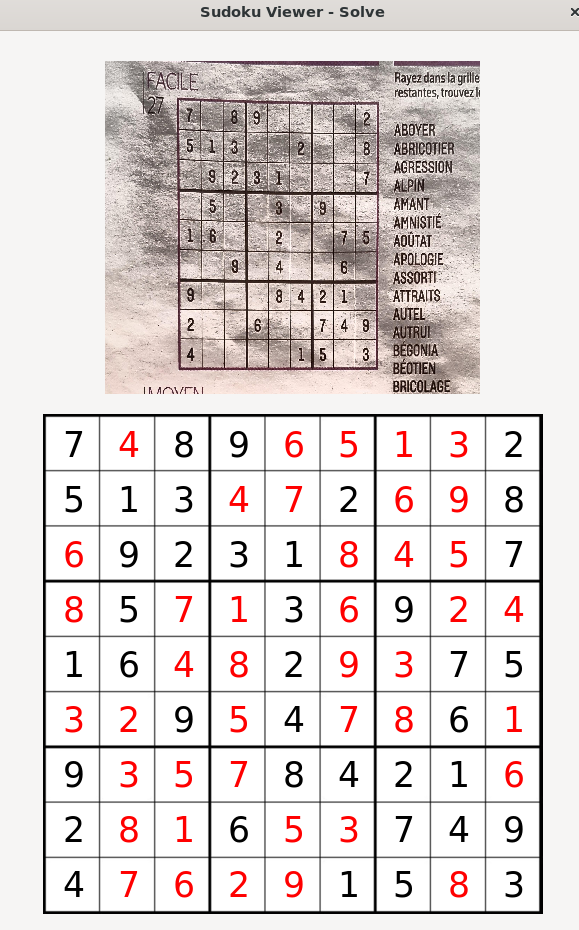 Sudoku Viewer - Solve ×
FACILE
27
Rayez dans la grille
restantes, trouvez l
7 8 9 2
5 1 3 2 8
9 2 3 1 7
5 3 9
1 6 2 7 5
9 4 6
9 8 4 2 1
2 6 7 4 9
4 1 5 3
ABOYER
ABRICOTIER
AGRESSION
ALPIN
AMANT
AMNISTIÉ
AOÛTAT
APOLOGIE
ASSORTI
ATTRAITS
AUTEL
AUTRUI
BÉGONIA
BÉOTIEN
BRICOLAGE
MOYEN
7 4 8 9 6 5 1 3 2
5 1 3 4 7 2 6 9 8
6 9 2 3 1 8 4 5 7
8 5 7 1 3 6 9 2 4
1 6 4 8 2 9 3 7 5
3 2 9 5 4 7 8 6 1
9 3 5 7 8 4 2 1 6
2 8 1 6 5 3 7 4 9
4 7 6 2 9 1 5 8 3